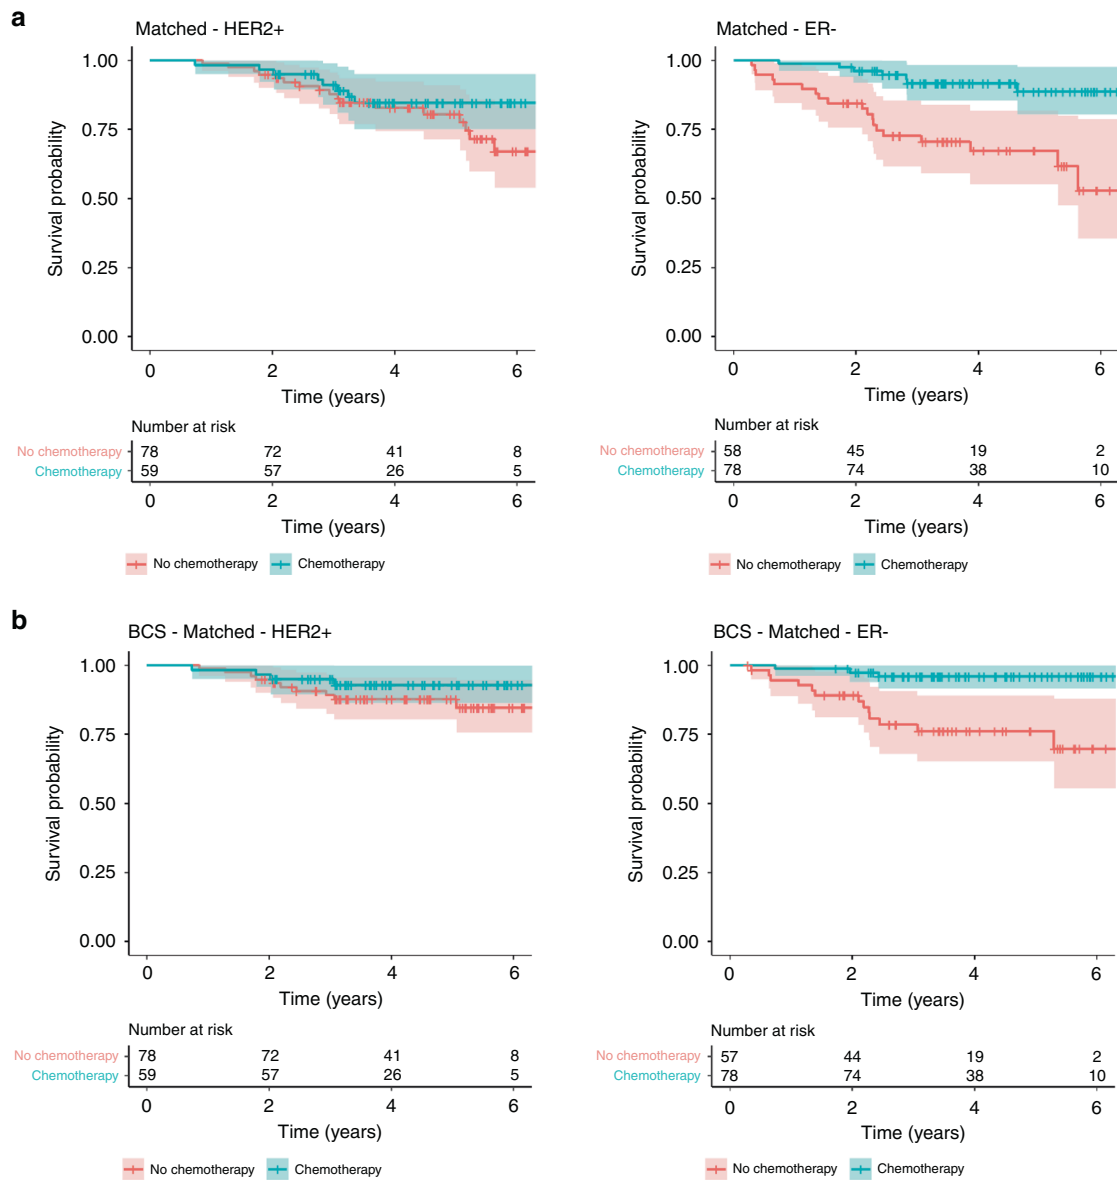 a
Matched - HER2+
1.00
0.75
0.50
0.25
0.00
Survival probability
0 2 4 6
Time (years)
Number at risk
No chemotherapy 78 72 41 8
Chemotherapy 59 57 26 5
0 2 4 6
Time (years)
No chemotherapy Chemotherapy
Matched - ER-
1.00
0.75
0.50
0.25
0.00
Survival probability
0 2 4 6
Time (years)
Number at risk
No chemotherapy 58 45 19 2
Chemotherapy 78 74 38 10
0 2 4 6
Time (years)
No chemotherapy Chemotherapy
b
BCS - Matched - HER2+
1.00
0.75
0.50
0.25
0.00
Survival probability
0 2 4 6
Time (years)
Number at risk
No chemotherapy 78 72 41 8
Chemotherapy 59 57 26 5
0 2 4 6
Time (years)
No chemotherapy Chemotherapy
BCS - Matched - ER-
1.00
0.75
0.50
0.25
0.00
Survival probability
0 2 4 6
Time (years)
Number at risk
No chemotherapy 57 44 19 2
Chemotherapy 78 74 38 10
0 2 4 6
Time (years)
No chemotherapy Chemotherapy